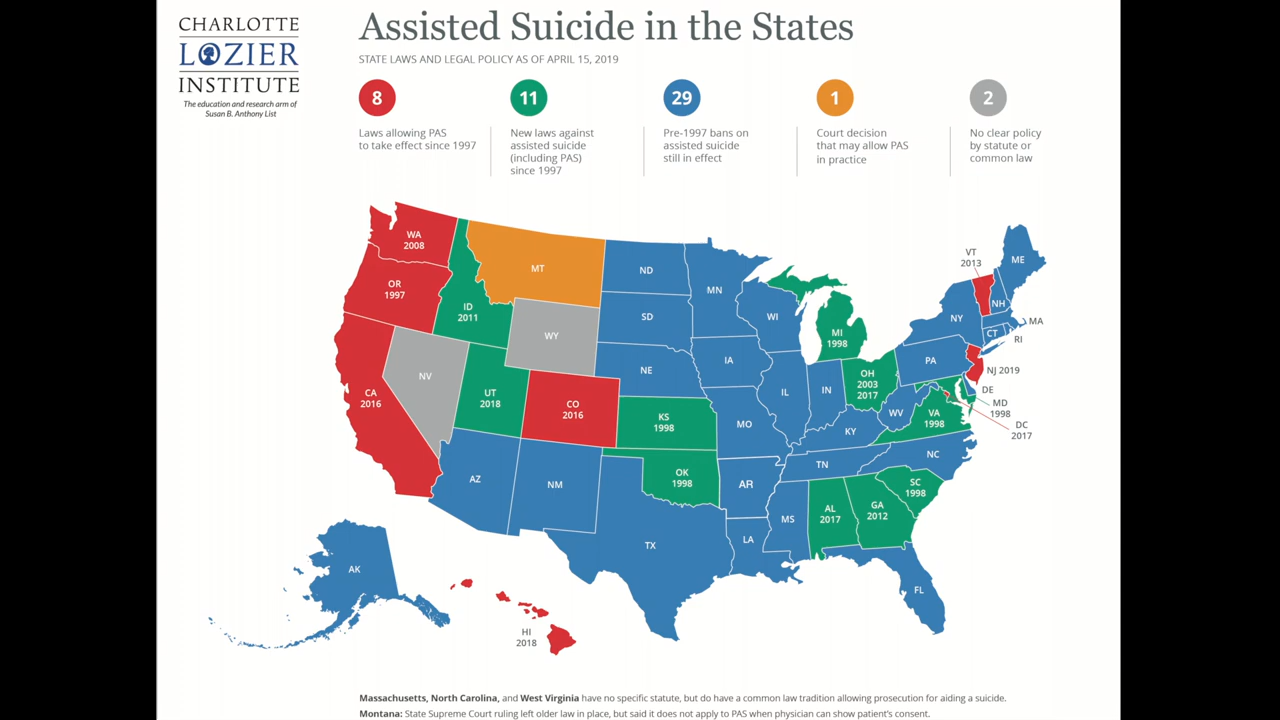 CHARLOTTE
LOZIER
INSTITUTE
The education and research arm of
Susan B. Anthony List
Assisted Suicide in the States
STATE LAWS AND LEGAL POLICY AS OF APRIL 15, 2019
8
Laws allowing PAS
to take effect since 1997
11
New laws against
assisted suicide
(including PAS)
since 1997
29
Pre-1997 bans on
assisted suicide
still in effect
1
Court decision
that may allow PAS
in practice
2
No clear policy
by statute or
common law
WA
2008
OR
1997
ID
2011
MT
WY
NV
CA
2016
UT
2018
CO
2016
AZ
NM
ND
SD
NE
KS
1998
OK
1998
TX
MN
IA
MO
AR
LA
WI
IL
MI
1998
IN
OH
2003
2017
KY
TN
MS
AL
2017
GA
2012
SC
1998
NC
VA
1998
WV
PA
NY
VT
2013
ME
NH
MA
CT
RI
NJ 2019
DE
MD
1998
DC
2017
FL
AK
HI
2018
Massachusetts, North Carolina, and West Virginia have no specific statute, but do have a common law tradition allowing prosecution for aiding a suicide.
Montana: State Supreme Court ruling left older law in place, but said it does not apply to PAS when physician can show patient's consent.